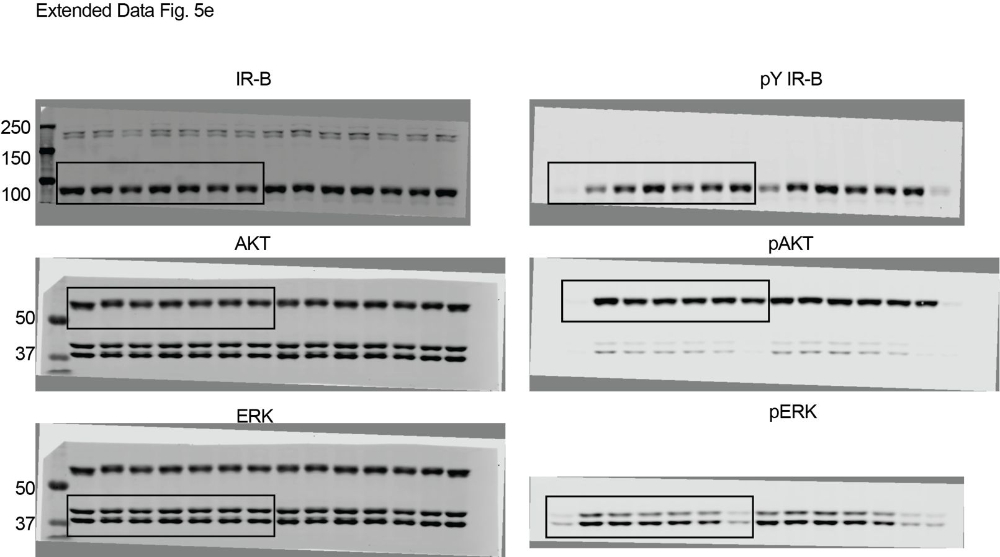 Extended Data Fig. 5e
IR-B
pY IR-B
250
150
100
AKT
pAKT
50
37
ERK
pERK
50
37